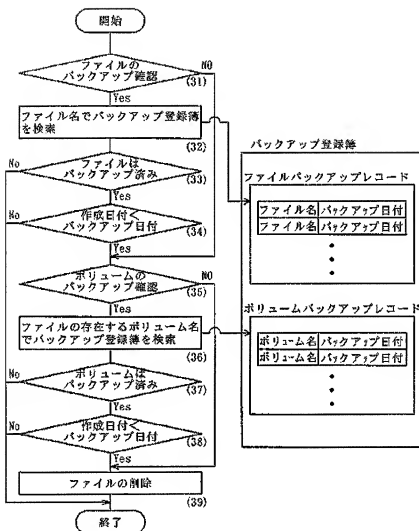 開始
ファイルの
バックアップ確認
NO
(31)
Yes
ファイル名でバックアップ登録簿
を検索
(32)
No
ファイルは
バックアップ済み
(33)
Yes
No
作成日付<
バックアップ日付
(34)
Yes
ボリュームの
バックアップ確認
NO
(35)
Yes
ファイルの存在するボリューム名
でバックアップ登録簿を検索
(36)
No
ボリュームは
バックアップ済み
(37)
Yes
No
作成日付<
バックアップ日付
(38)
Yes
ファイルの削除
(39)
終了
バックアップ登録簿
ファイルバックアップレコード
ファイル名 バックアップ日付
ファイル名 バックアップ日付
ボリュームバックアップレコード
ボリューム名 バックアップ日付
ボリューム名 バックアップ日付